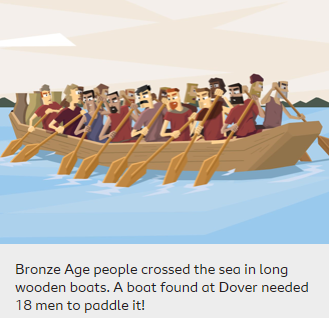 Bronze Age people crossed the sea in long
wooden boats. A boat found at Dover needed
18 men to paddle it!